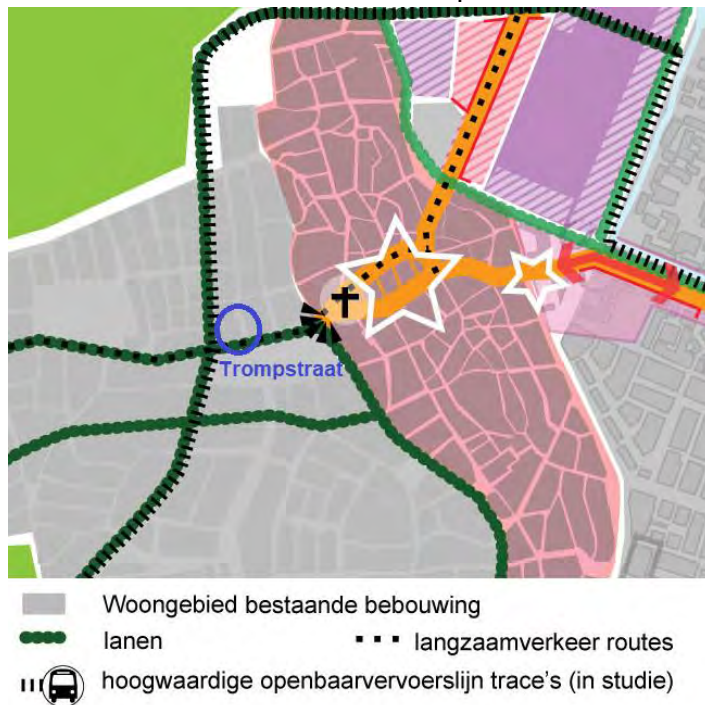 Trompstraat
Woongebied bestaande bebouwing
lanen
langzaamverkeer routes
hoogwaardige openbaarvervoerslijn trace's (in studie)